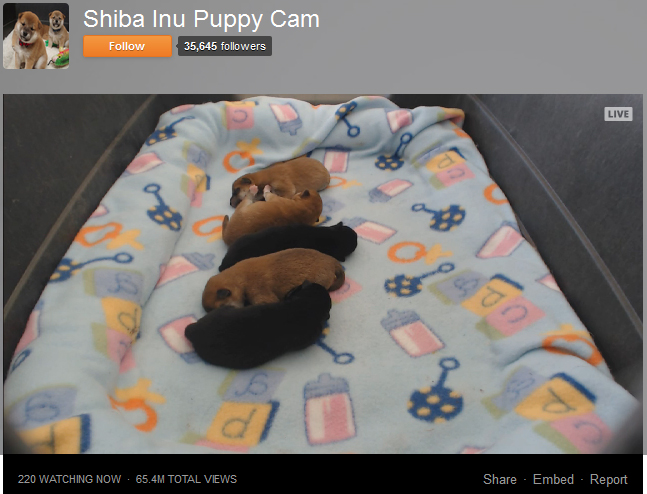 Shiba Inu Puppy Cam
Follow
35,645 followers
LIVE
220 WATCHING NOW · 65.4M TOTAL VIEWS
Share · Embed · Report